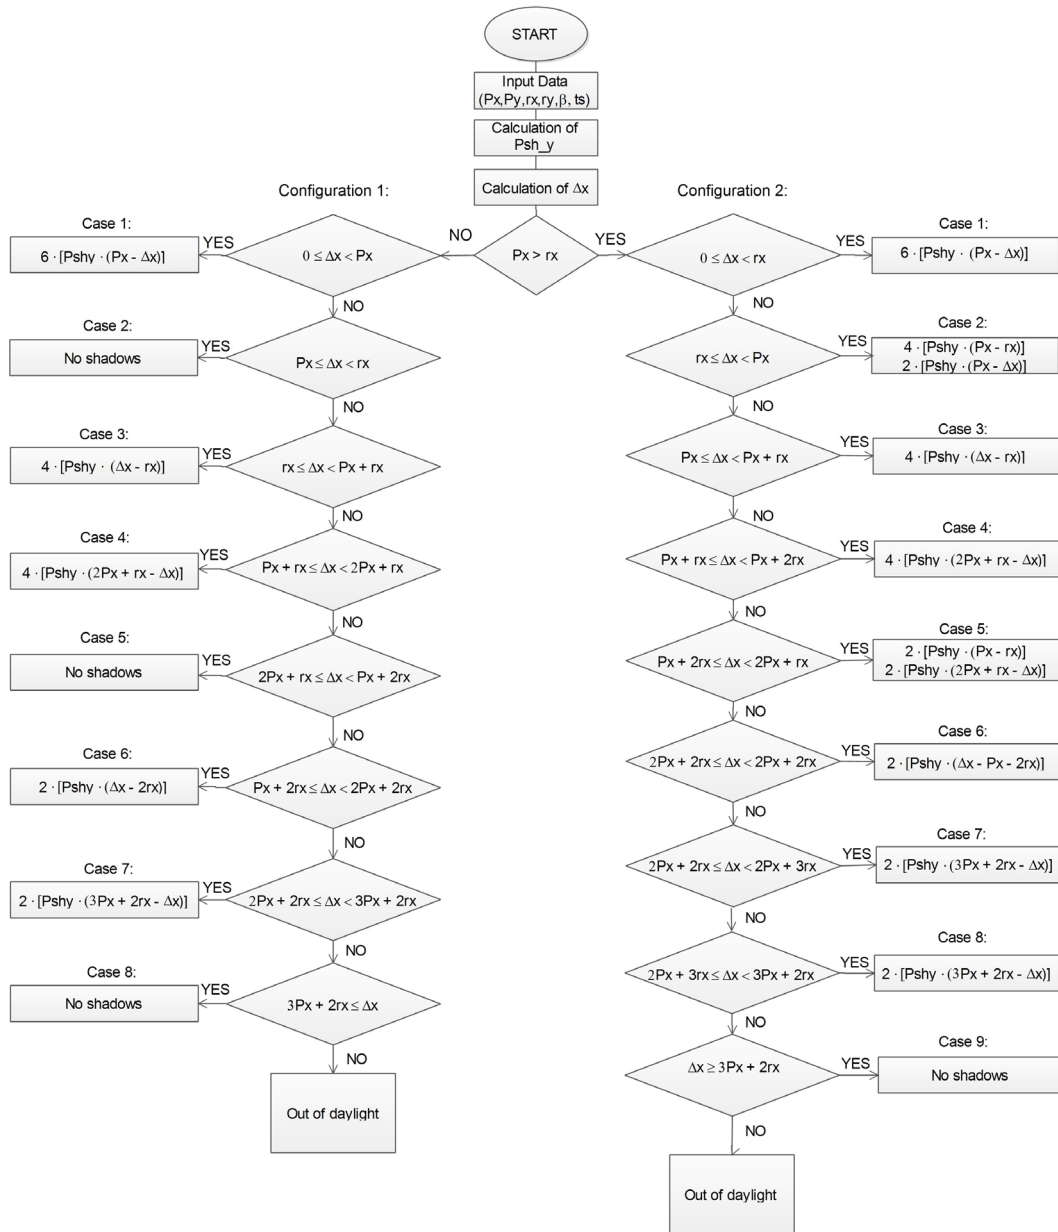 START
Input Data
(Px,Py,rx,ry,β, ts)
Calculation of
Psh_y
Calculation of Δx
Px > rx
NO
YES
Configuration 1:
Case 1:
YES
6 · [Pshy · (Px - Δx)]
0 ≤ Δx < Px
NO
Case 2:
YES
No shadows
Px ≤ Δx < rx
NO
Case 3:
YES
4 · [Pshy · (Δx - rx)]
rx ≤ Δx < Px + rx
NO
Case 4:
YES
4 · [Pshy · (2Px + rx - Δx)]
Px + rx ≤ Δx < 2Px + rx
NO
Case 5:
YES
No shadows
2Px + rx ≤ Δx < Px + 2rx
NO
Case 6:
YES
2 · [Pshy · (Δx - 2rx)]
Px + 2rx ≤ Δx < 2Px + 2rx
NO
Case 7:
YES
2 · [Pshy · (3Px + 2rx - Δx)]
2Px + 2rx ≤ Δx < 3Px + 2rx
NO
Case 8:
YES
No shadows
3Px + 2rx ≤ Δx
NO
Out of daylight
Configuration 2:
Case 1:
0 ≤ Δx < rx
YES
6 · [Pshy · (Px - Δx)]
NO
Case 2:
rx ≤ Δx < Px
YES
4 · [Pshy · (Px - rx)]
2 · [Pshy · (Px - Δx)]
NO
Case 3:
Px ≤ Δx < Px + rx
YES
4 · [Pshy · (Δx - rx)]
NO
Case 4:
Px + rx ≤ Δx < Px + 2rx
YES
4 · [Pshy · (2Px + rx - Δx)]
NO
Case 5:
Px + 2rx ≤ Δx < 2Px + rx
YES
2 · [Pshy · (Px - rx)]
2 · [Pshy · (2Px + rx - Δx)]
NO
Case 6:
2Px + 2rx ≤ Δx < 2Px + 2rx
YES
2 · [Pshy · (Δx - Px - 2rx)]
NO
Case 7:
2Px + 2rx ≤ Δx < 2Px + 3rx
YES
2 · [Pshy · (3Px + 2rx - Δx)]
NO
Case 8:
2Px + 3rx ≤ Δx < 3Px + 2rx
YES
2 · [Pshy · (3Px + 2rx - Δx)]
NO
Case 9:
Δx ≥ 3Px + 2rx
YES
No shadows
NO
Out of daylight